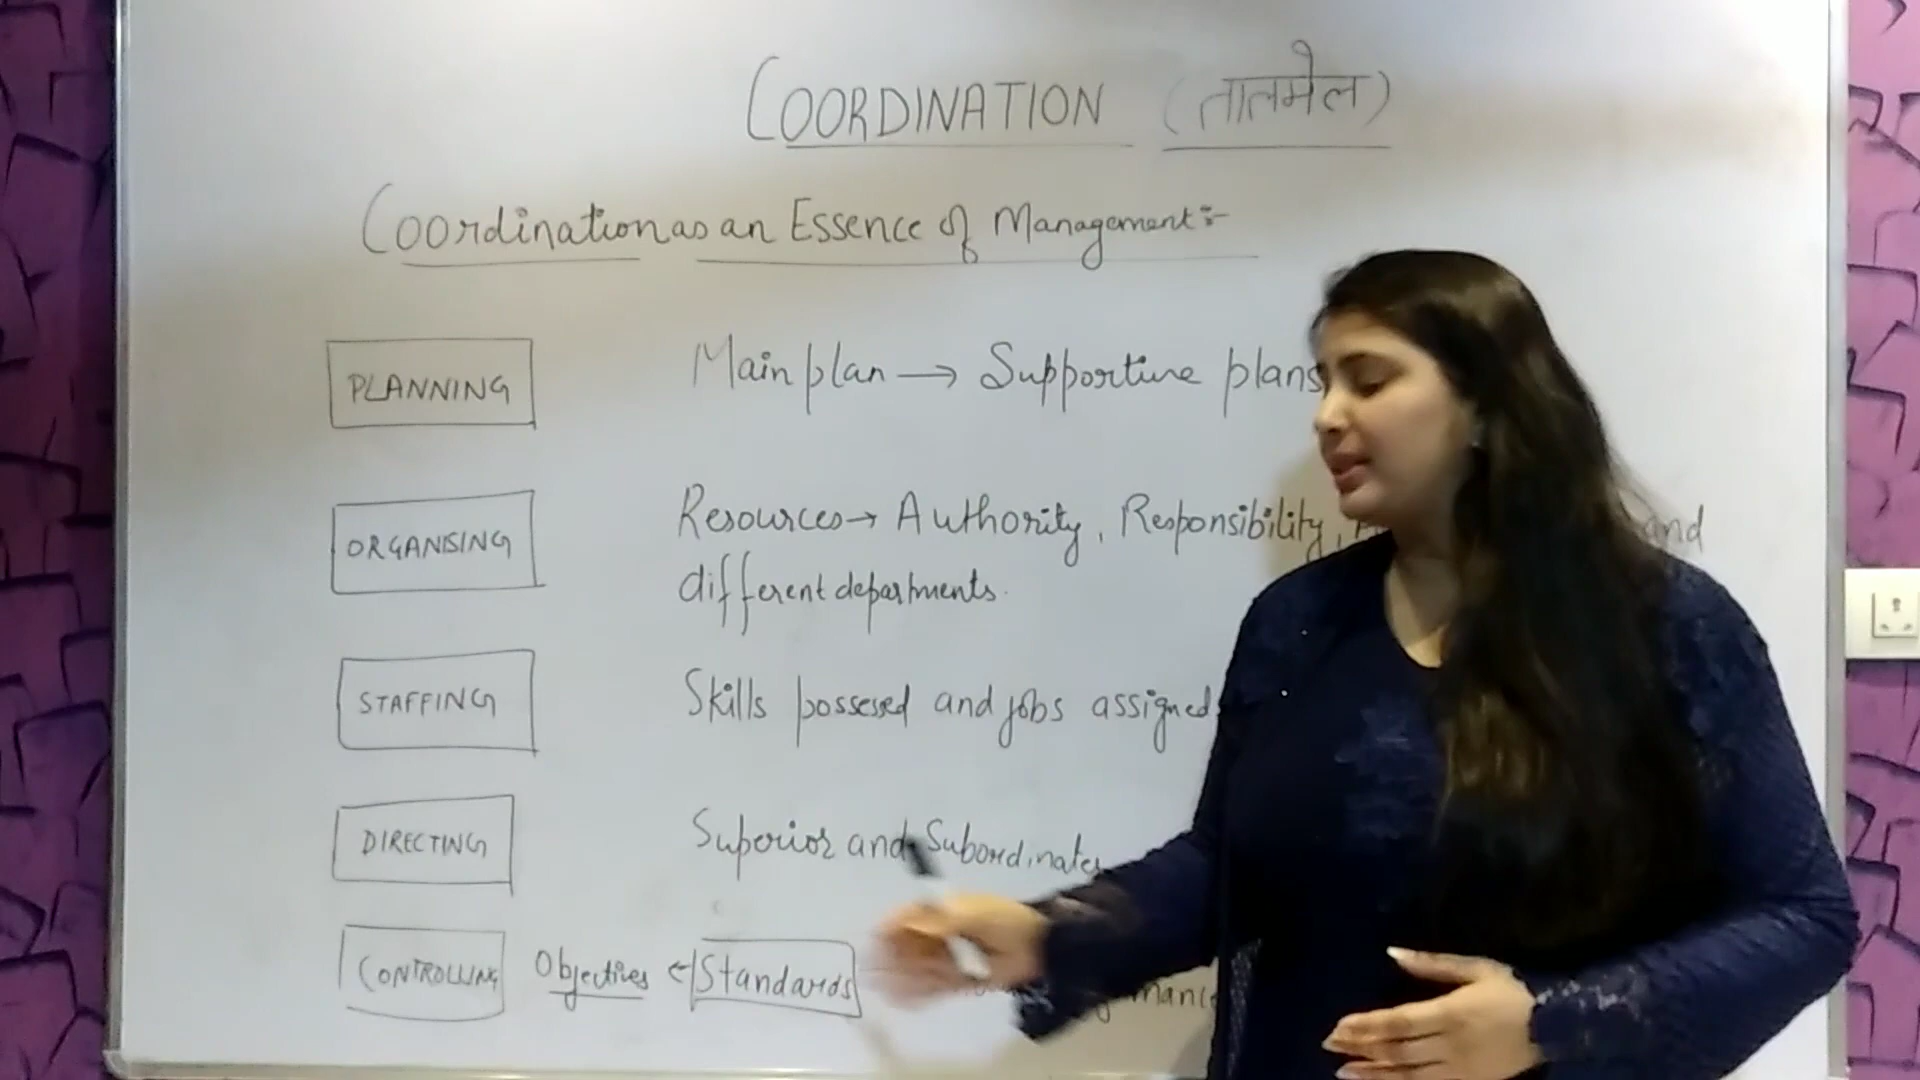 COORDINATION (तालमेल)
Coordination as an Essence of Management:-
PLANNING
Main plan → Supportive plans
ORGANISING
Resources → Authority, Responsibility, and
different departments.
STAFFING
Skills possesed and jobs assigned
DIRECTING
Superior and Subordinates
CONTROLLING Objectives ← Standards